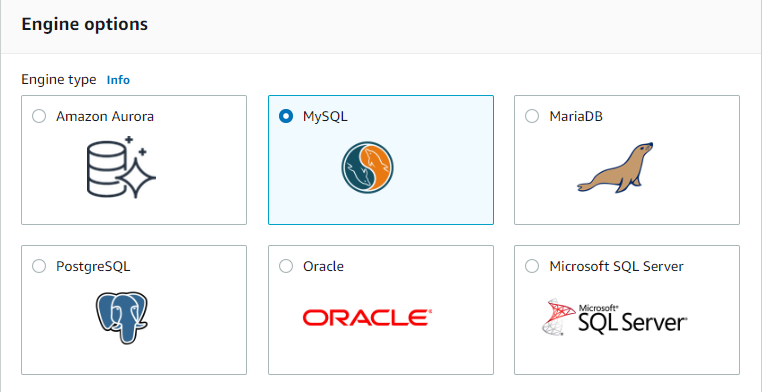 Engine options
Engine type Info
Amazon Aurora
MySQL
MariaDB
PostgreSQL
Oracle
ORACLE
Microsoft SQL Server
Microsoft®
SQL Server